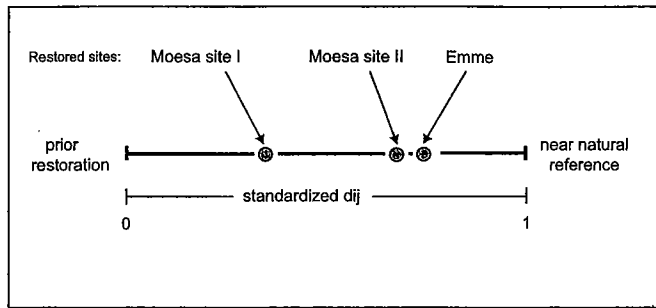 Restored sites: Moesa site I Moesa site II Emme
prior restoration
near natural reference
standardized dij
0 1